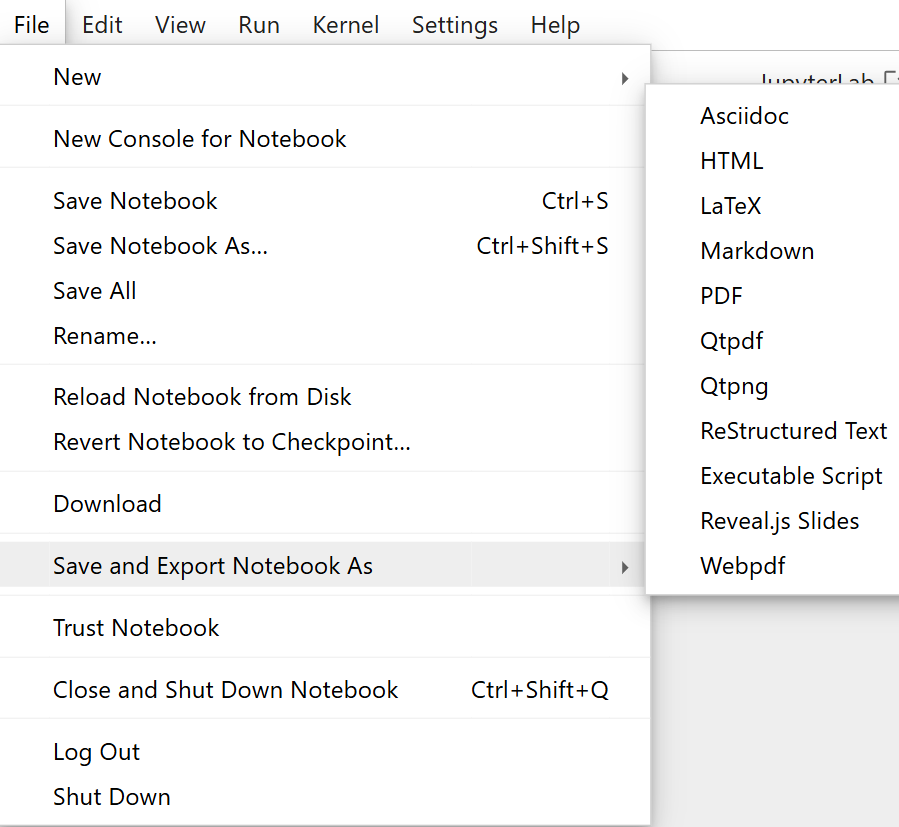 File Edit View Run Kernel Settings Help
New
JupyterLab
New Console for Notebook
Save Notebook Ctrl+S
Save Notebook As... Ctrl+Shift+S
Save All
Rename...
Reload Notebook from Disk
Revert Notebook to Checkpoint...
Download
Save and Export Notebook As
Trust Notebook
Close and Shut Down Notebook Ctrl+Shift+Q
Log Out
Shut Down
Asciidoc
HTML
LaTeX
Markdown
PDF
Qtpdf
Qtpng
ReStructured Text
Executable Script
Reveal.js Slides
Webpdf